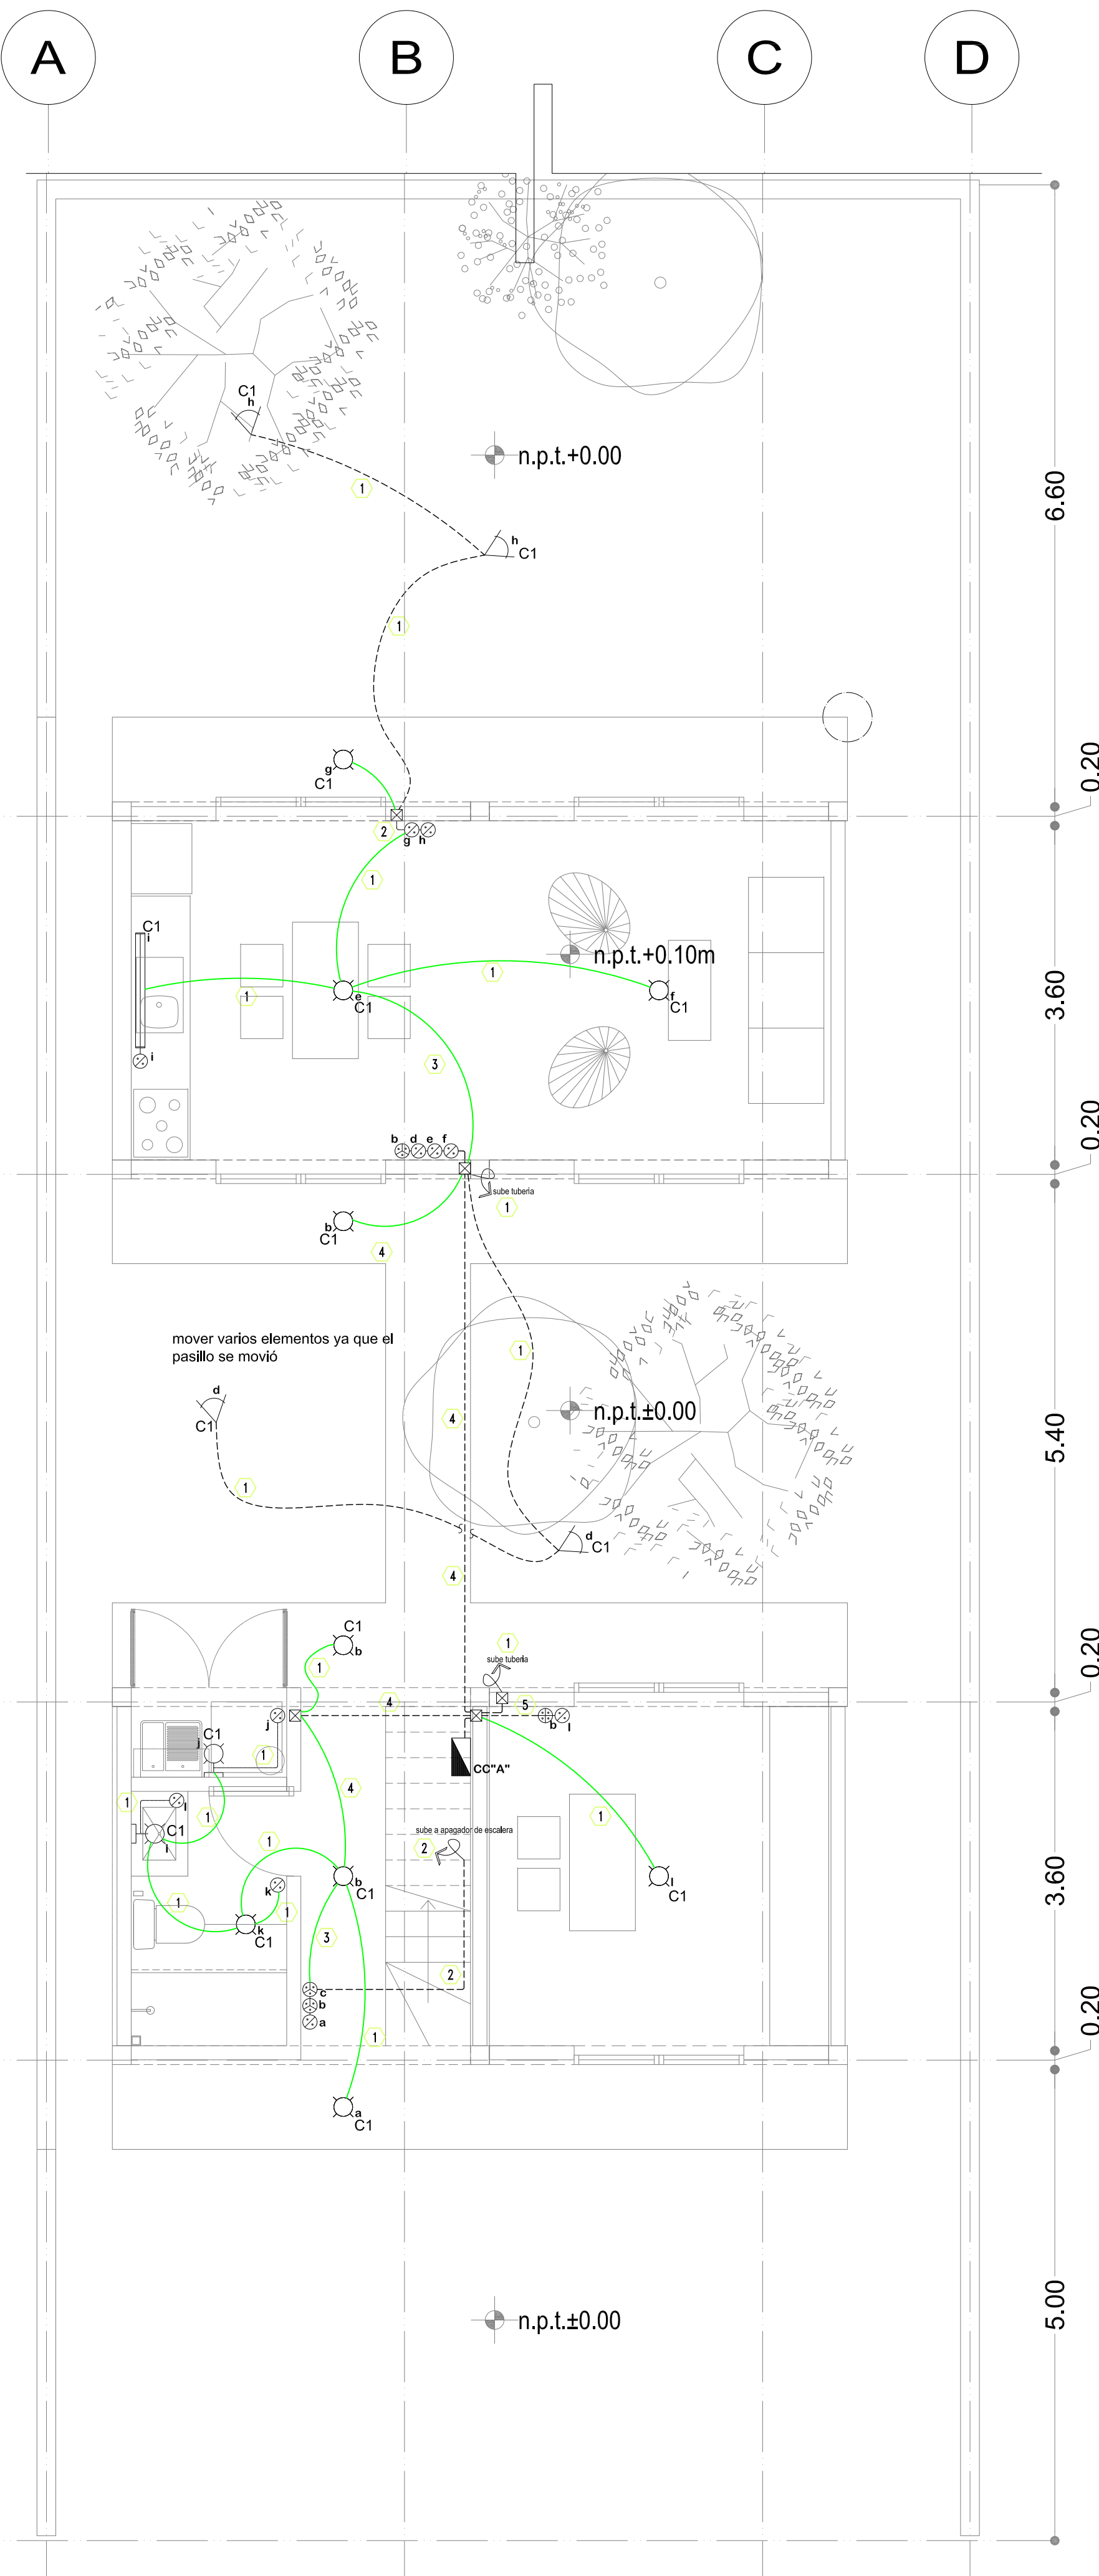 A B C D
C1
h
1
n.p.t.+0.00
6.60
h
C1
1
0.20
g
C1
2
g h
1
C1
i
n.p.t.+0.10m
1
1
e
C1
f
C1
3.60
i
3
0.20
b d e f
sube tuberia
1
b
C1
4
mover varios elementos ya que el
pasillo se movió
1
d
C1
4
n.p.t.±0.00
5.40
1
d
C1
4
C1
b
1
sube tuberia
1
0.20
4
5
j
b l
C1
j
1
CC"A"
4
1
l
1
1
C1
i
sube a apagador de escalera
2
1
b
C1
l
C1
3.60
k
1
1
k
C1
3
2
c
b
a
1
0.20
a
C1
5.00
n.p.t.±0.00